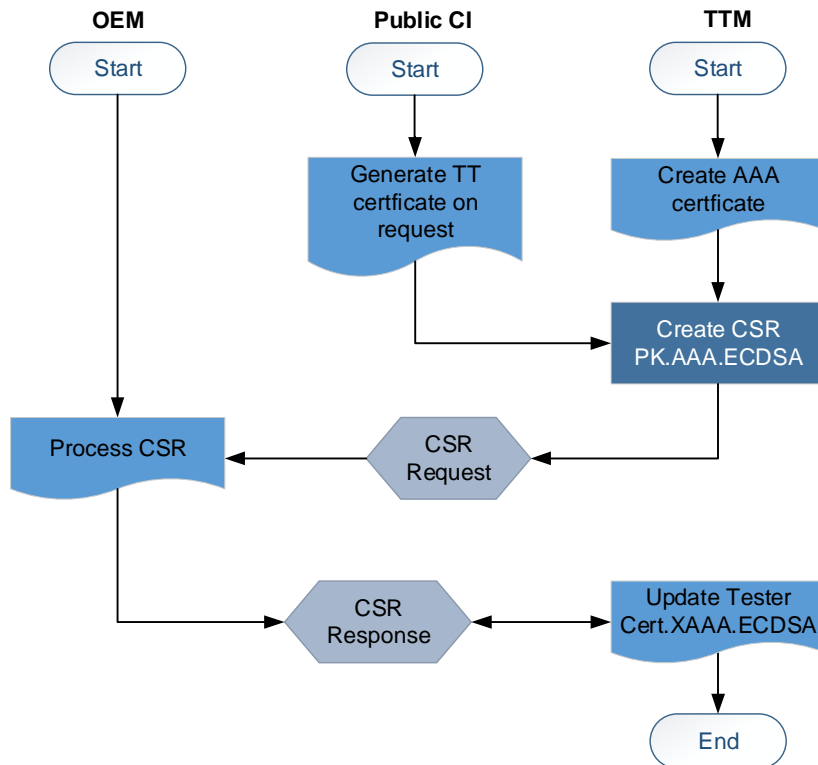 OEM
Public CI
TTM
Start
Start
Start
Generate TT
certficate on
request
Create AAA
certficate
Create CSR
PK.AAA.ECDSA
Process CSR
CSR
Request
CSR
Response
Update Tester
Cert.XAAA.ECDSA
End